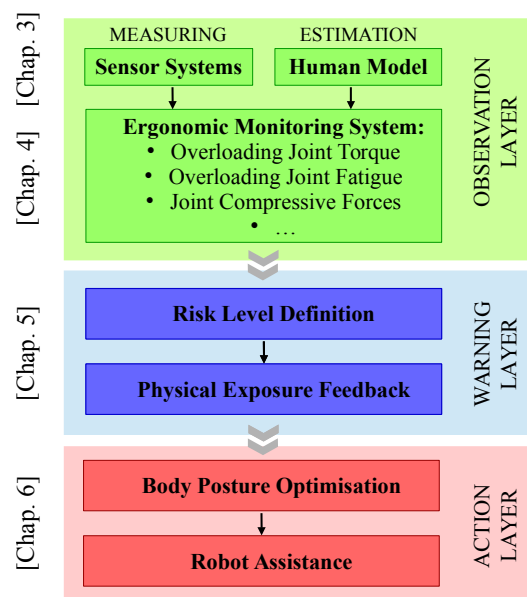 [Chap. 3]
MEASURING
ESTIMATION
Sensor Systems
Human Model
[Chap. 4]
Ergonomic Monitoring System:
• Overloading Joint Torque
• Overloading Joint Fatigue
• Joint Compressive Forces
• …
OBSERVATION
LAYER
[Chap. 5]
Risk Level Definition
Physical Exposure Feedback
WARNING
LAYER
[Chap. 6]
Body Posture Optimisation
Robot Assistance
ACTION
LAYER